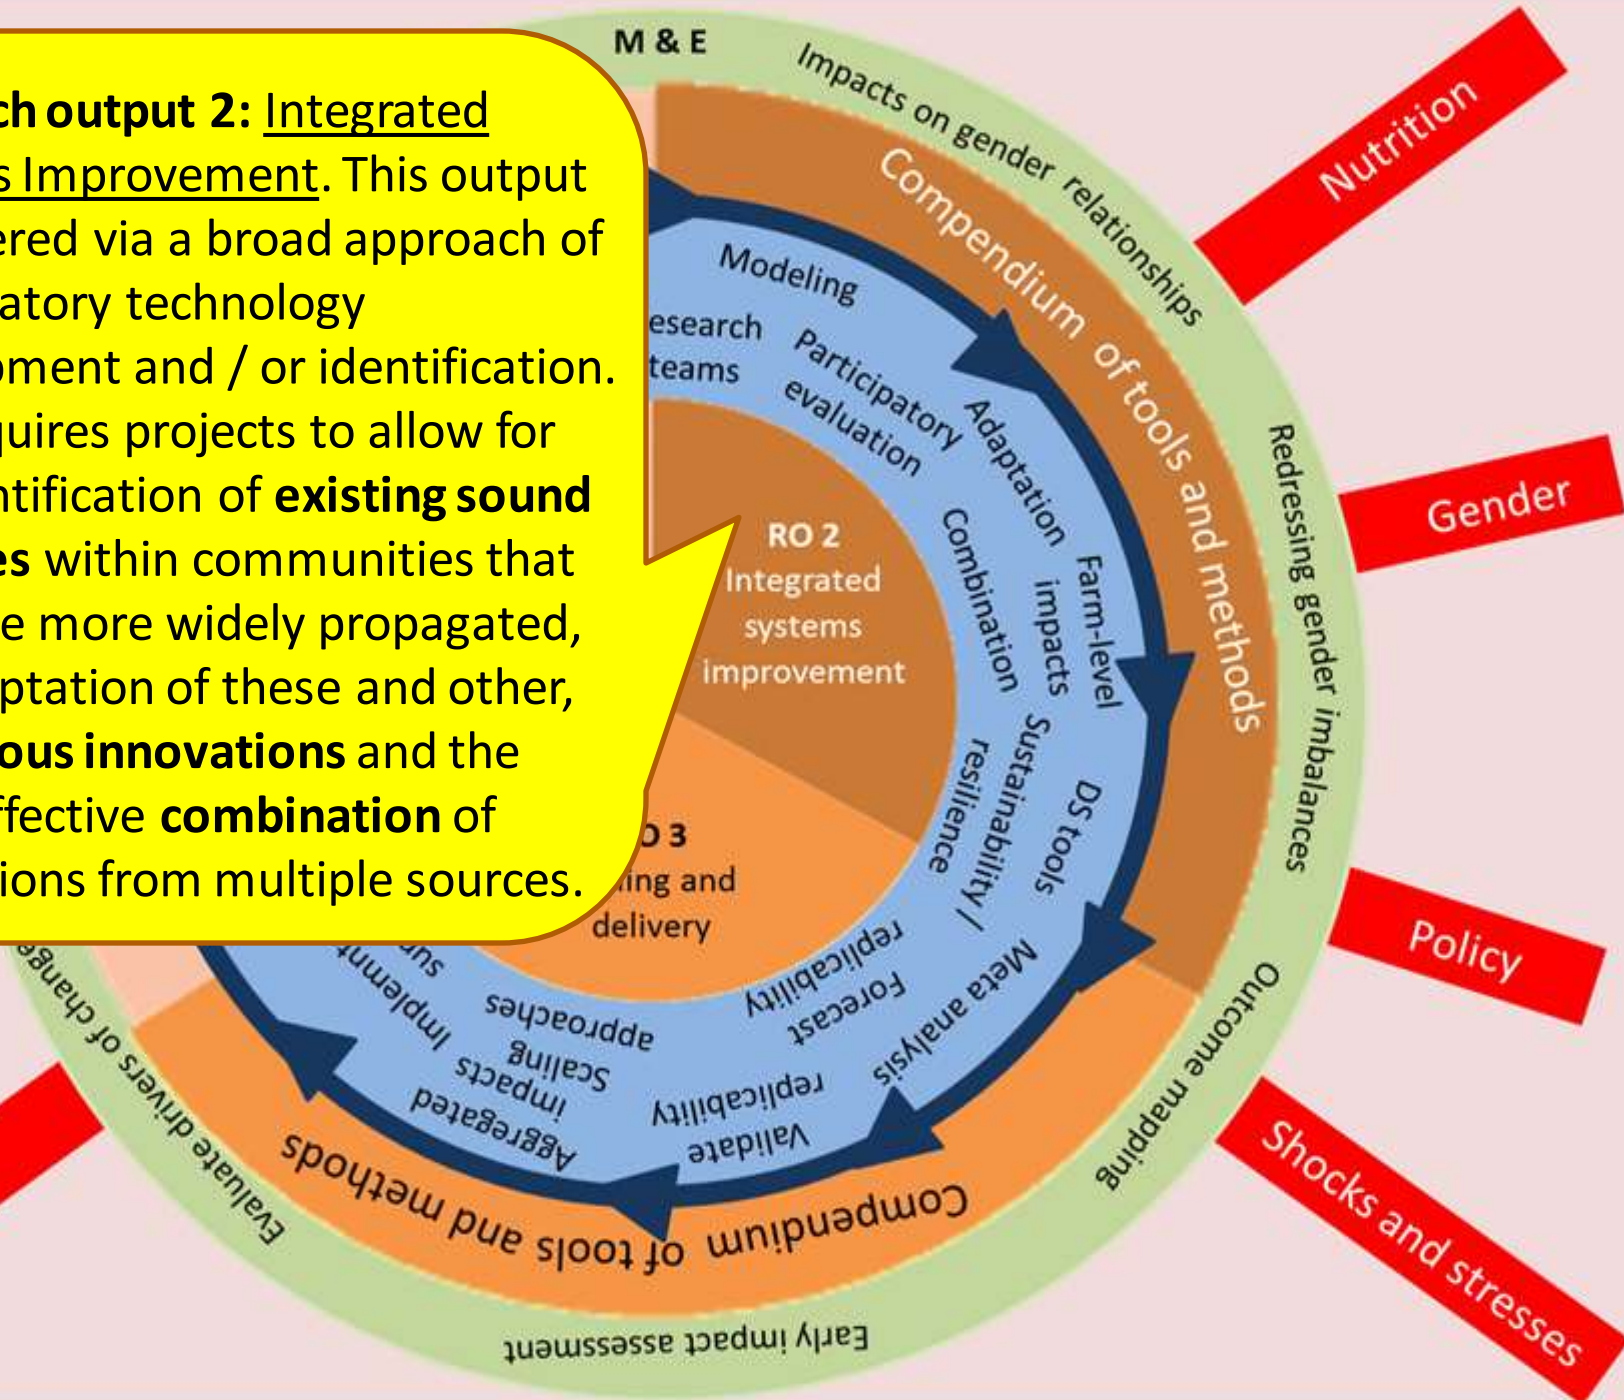 ch output 2: Integrated
s Improvement. This output
ered via a broad approach of
atory technology
pment and / or identification.
quires projects to allow for
ntification of existing sound
es within communities that
e more widely propagated,
ptation of these and other,
ous innovations and the
ffective combination of
ions from multiple sources.
M & E
Impacts on gender relationships
Redressing gender imbalances
Outcome mapping
Early impact assessment
Evaluate drivers of change
Compendium of tools and methods
Compendium of tools and methods
Modeling
esearch
teams
Participatory
evaluation
Adaptation
Combination
Farm-level
impacts
Sustainability /
resilience
DS tools
Meta analysis
Forecast
replicability
Validate
replicability
Aggregated
impacts
Scaling
approaches
Implement
RO 2
Integrated
systems
improvement
O 3
ing and
delivery
Nutrition
Gender
Policy
Shocks and stresses